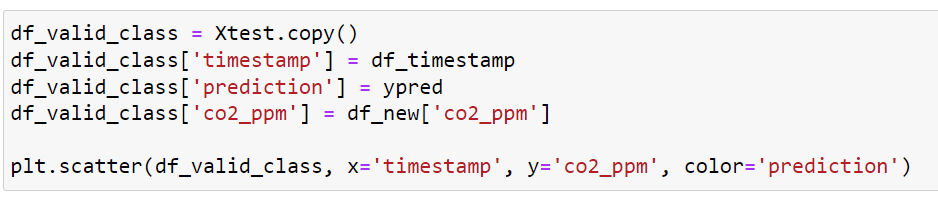 df_valid_class = Xtest.copy()
df_valid_class['timestamp'] = df_timestamp
df_valid_class['prediction'] = ypred
df_valid_class['co2_ppm'] = df_new['co2_ppm']
plt.scatter(df_valid_class, x='timestamp', y='co2_ppm', color='prediction')